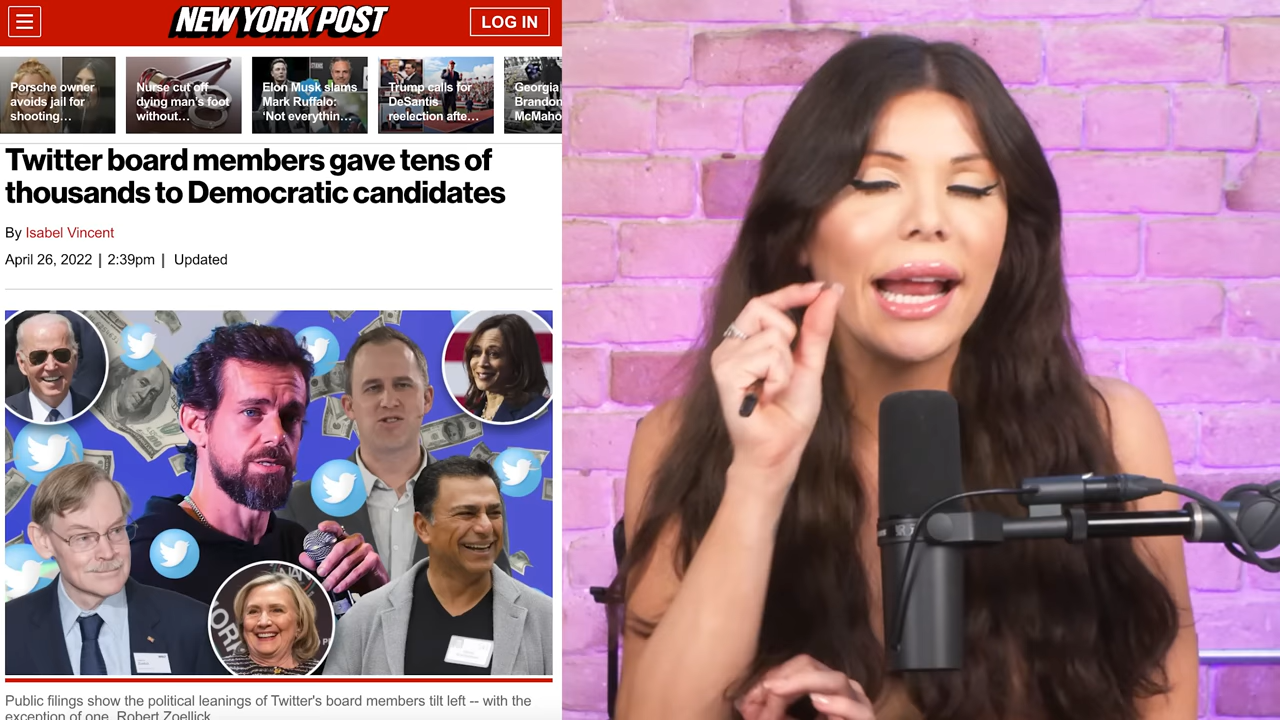 NEW YORK POST
LOG IN
Porsche owner
avoids jail for
shooting…
Nurse cut off
dying man's foot
without…
Elon Musk slams
Mark Ruffalo:
'Not everythin…
Trump calls for
DeSantis
reelection afte…
Georgia
Brandon
McMaho
Twitter board members gave tens of
thousands to Democratic candidates
By Isabel Vincent
April 26, 2022 | 2:39pm | Updated
Public filings show the political leanings of Twitter's board members tilt left -- with the
exception of one, Robert Zoellick